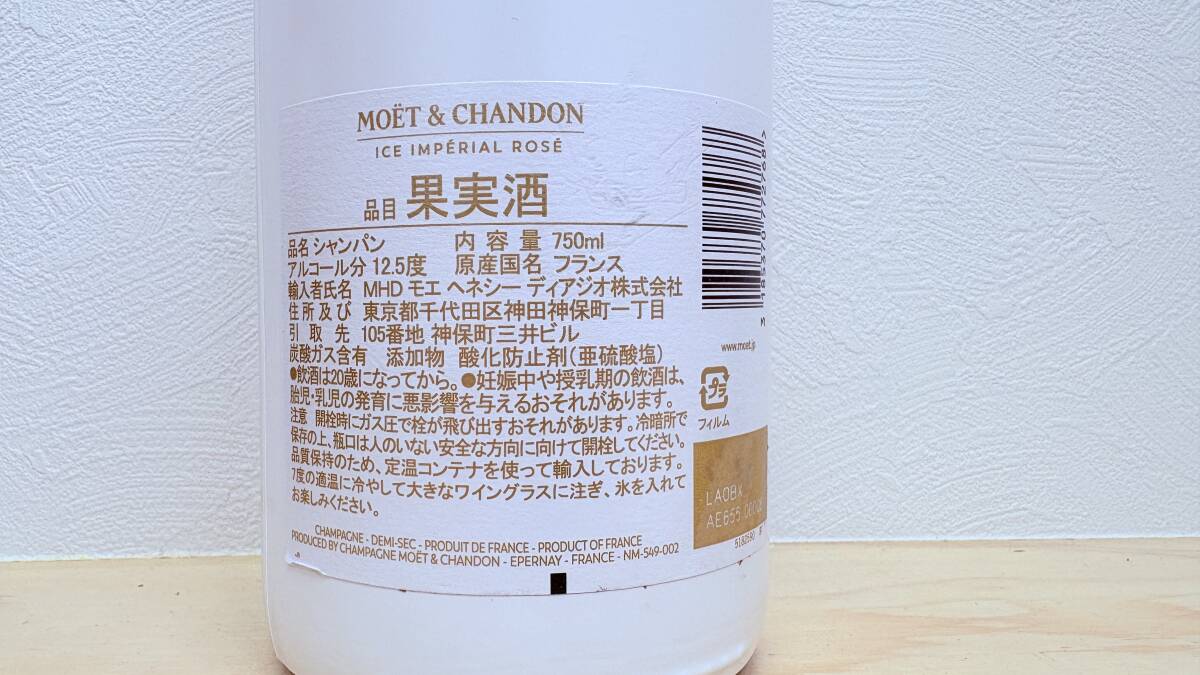 MOËT & CHANDON
ICE IMPÉRIAL ROSÉ
品目 果実酒
品名 シャンパン 内容量 750ml
アルコール分 12.5度 原産国名 フランス
輸入者氏名 MHD モエ ヘネシー ディアジオ株式会社
住所及び 東京都千代田区神田神保町一丁目
引取先 105番地 神保町三井ビル
炭酸ガス含有 添加物 酸化防止剤(亜硫酸塩)
●飲酒は20歳になってから。●妊娠中や授乳期の飲酒は、
胎児・乳児の発育に悪影響を与えるおそれがあります。
注意 開栓時にガス圧で栓が飛び出すおそれがあります。冷暗所で
保存の上、瓶口は人のいない安全な方向に向けて開栓してください。
品質保持のため、定温コンテナを使って輸入しております。
7度の適温に冷やして大きなワイングラスに注ぎ、氷を入れて
お楽しみください。
CHAMPAGNE - DEMI-SEC - PRODUIT DE FRANCE - PRODUCT OF FRANCE
PRODUCED BY CHAMPAGNE MOËT & CHANDON - EPERNAY - FRANCE - NM-549-002
3 185370 772768 >
www.moet.jp
プラ
フィルム
LAOBX